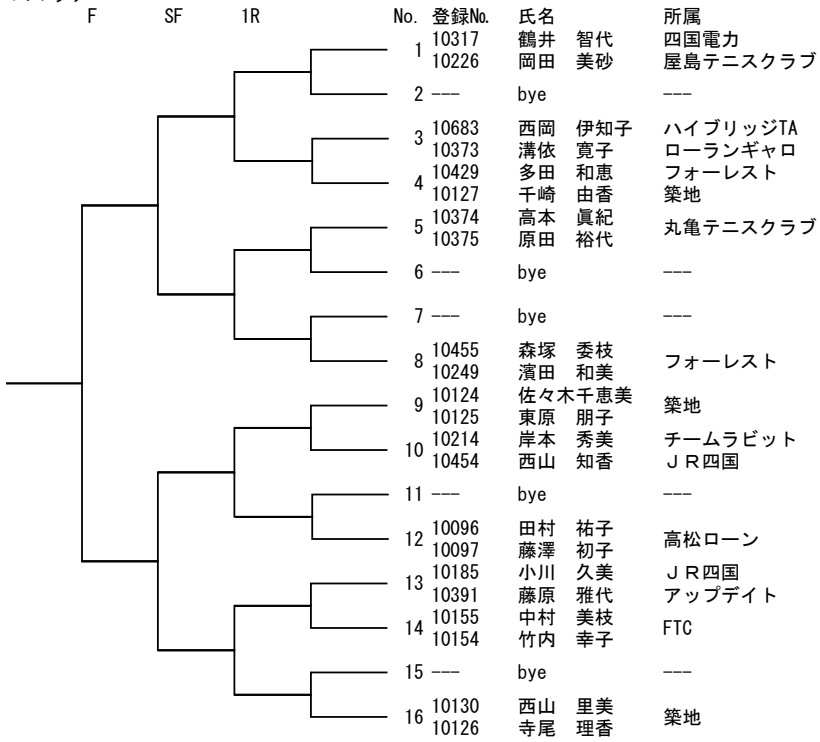 F SF 1R No. 登録№ 氏名 所属
1 10317 鶴井 智代 四国電力
10226 岡田 美砂 屋島テニスクラブ
2 --- bye ---
3 10683 西岡 伊知子 ハイブリッジTA
10373 溝依 寛子 ローランギャロ
4 10429 多田 和恵 フォーレスト
10127 千崎 由香 築地
5 10374 高本 眞紀 丸亀テニスクラブ
10375 原田 裕代
6 --- bye ---
7 --- bye ---
8 10455 森塚 委枝 フォーレスト
10249 濱田 和美
9 10124 佐々木千恵美 築地
10125 東原 朋子
10 10214 岸本 秀美 チームラビット
10454 西山 知香 ＪＲ四国
11 --- bye ---
12 10096 田村 祐子 高松ローン
10097 藤澤 初子
13 10185 小川 久美 ＪＲ四国
10391 藤原 雅代 アップデイト
14 10155 中村 美枝 FTC
10154 竹内 幸子
15 --- bye ---
16 10130 西山 里美 築地
10126 寺尾 理香